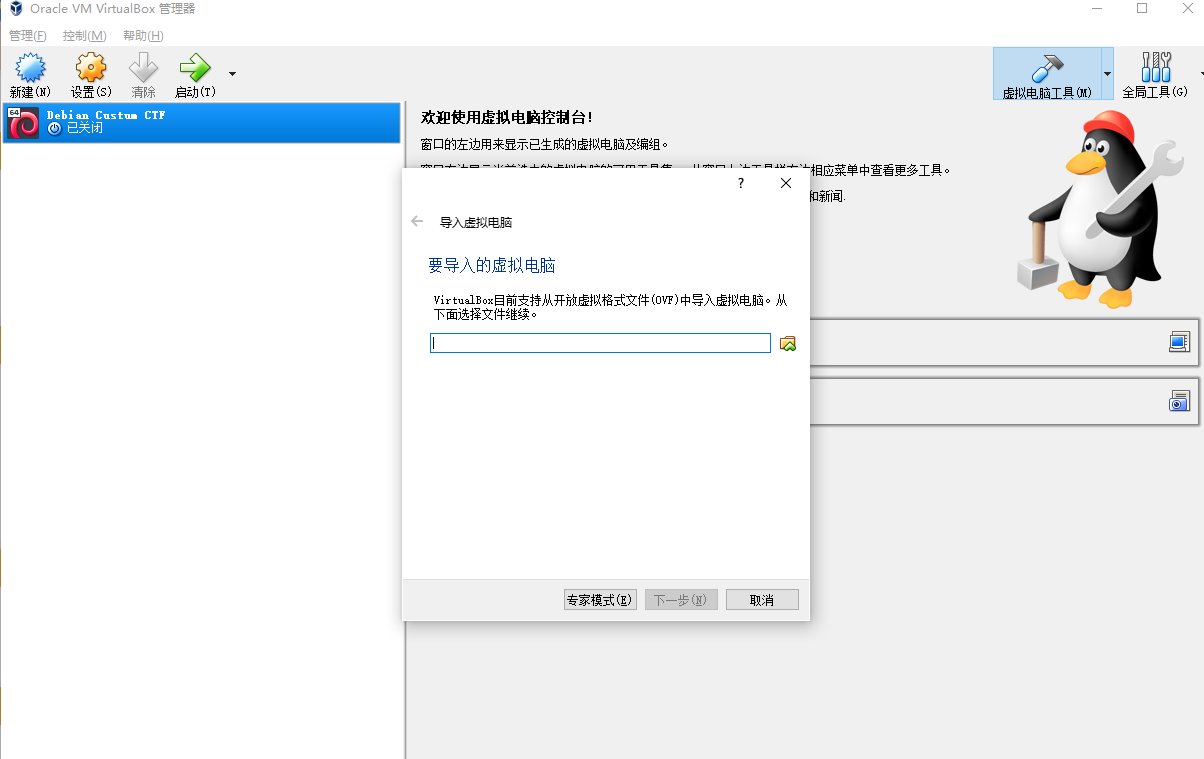 Oracle VM VirtualBox 管理器
管理(F) 控制(M) 帮助(H)
新建(N) 设置(S) 清除 启动(T) 虚拟电脑工具(M) 全局工具(G)
64
Debian Custum CTF
已关闭
欢迎使用虚拟电脑控制台!
窗口的左边用来显示已生成的虚拟电脑及编组。
相应菜单中查看更多工具。
和新闻.
?
导入虚拟电脑
要导入的虚拟电脑
VirtualBox目前支持从开放虚拟格式文件(OVF)中导入虚拟电脑。从
下面选择文件继续。
专家模式(E) 下一步(N) 取消